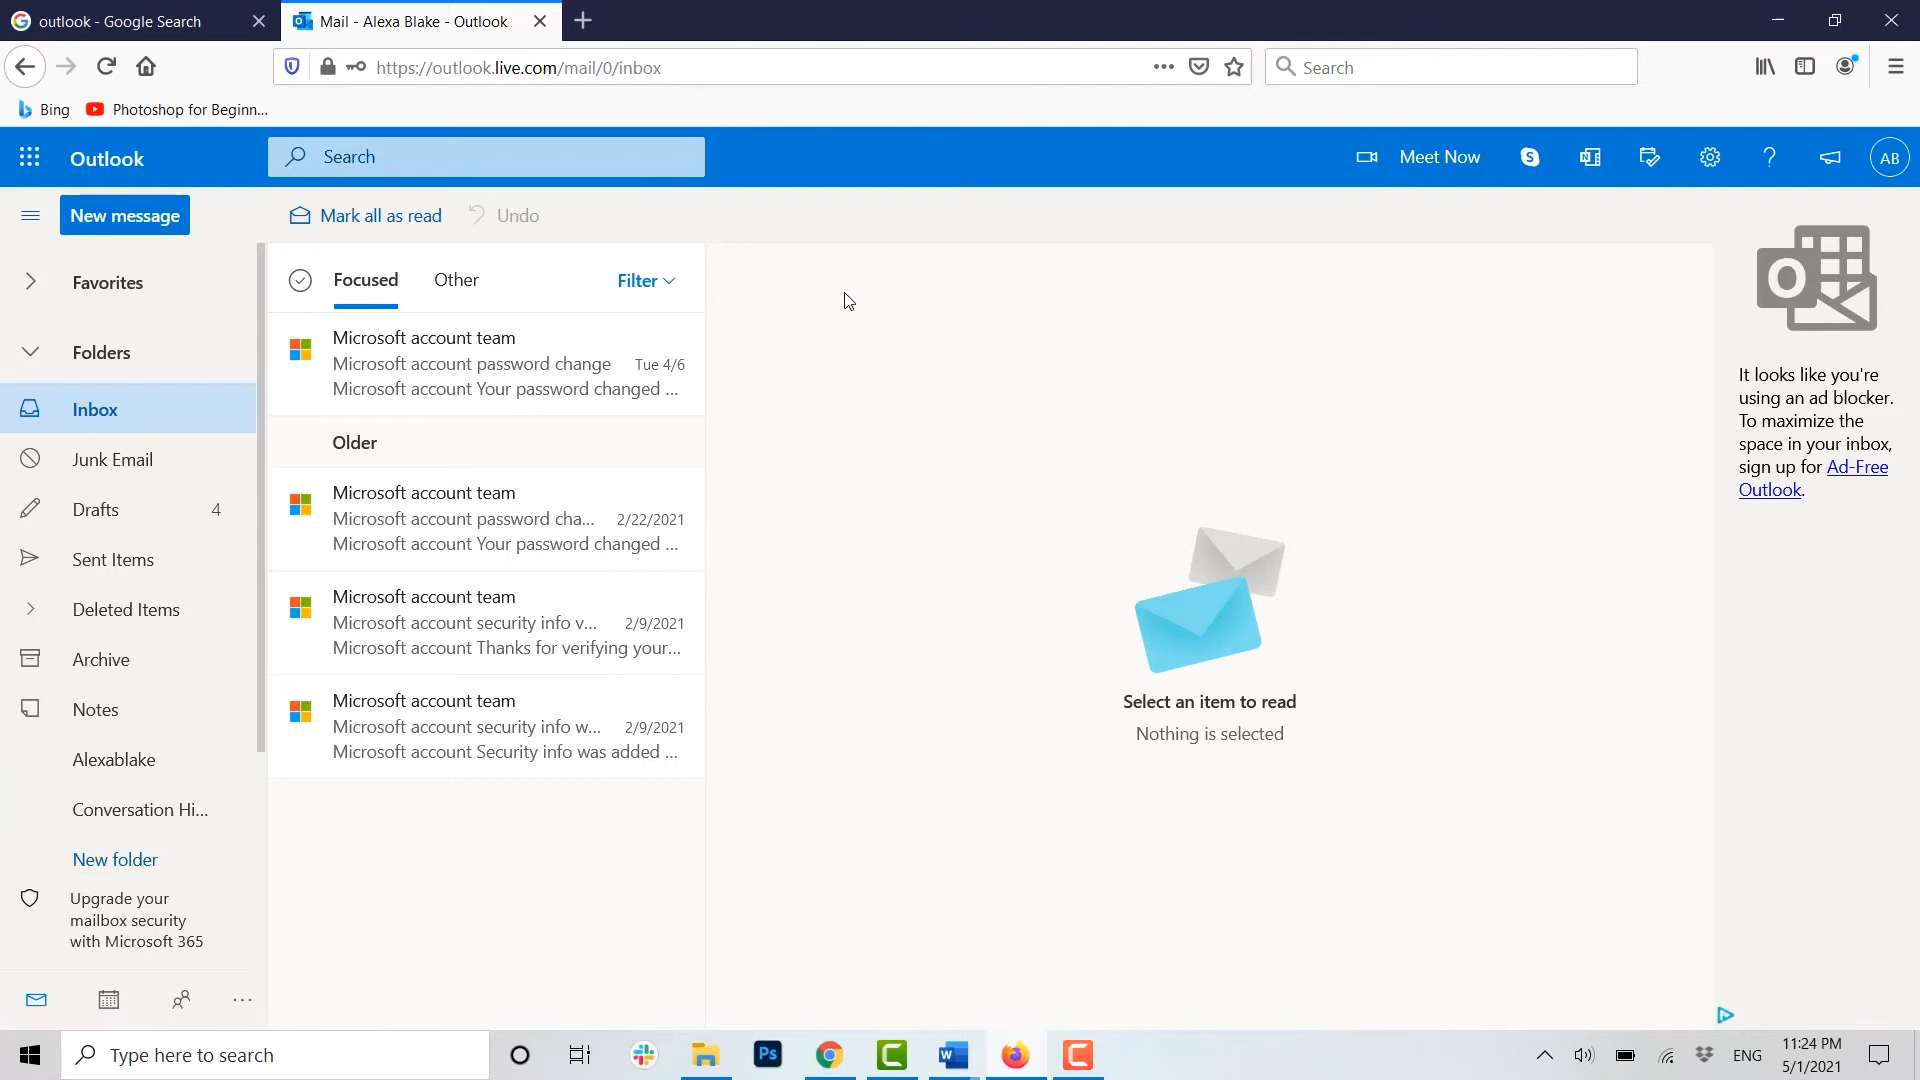 outlook - Google Search
Mail - Alexa Blake - Outlook
https://outlook.live.com/mail/0/inbox
Search
Bing
Photoshop for Beginn...
Outlook
Search
Meet Now
AB
New message
Mark all as read
Undo
Favorites
Folders
Inbox
Junk Email
Drafts 4
Sent Items
Deleted Items
Archive
Notes
Alexablake
Conversation Hi...
New folder
Upgrade your
mailbox security
with Microsoft 365
Focused
Other
Filter
Microsoft account team
Microsoft account password change Tue 4/6
Microsoft account Your password changed ...
Older
Microsoft account team
Microsoft account password cha... 2/22/2021
Microsoft account Your password changed ...
Microsoft account team
Microsoft account security info v... 2/9/2021
Microsoft account Thanks for verifying your...
Microsoft account team
Microsoft account security info w... 2/9/2021
Microsoft account Security info was added ...
Select an item to read
Nothing is selected
It looks like you're
using an ad blocker.
To maximize the
space in your inbox,
sign up for Ad-Free
Outlook.
Type here to search
Ps
ENG
11:24 PM
5/1/2021